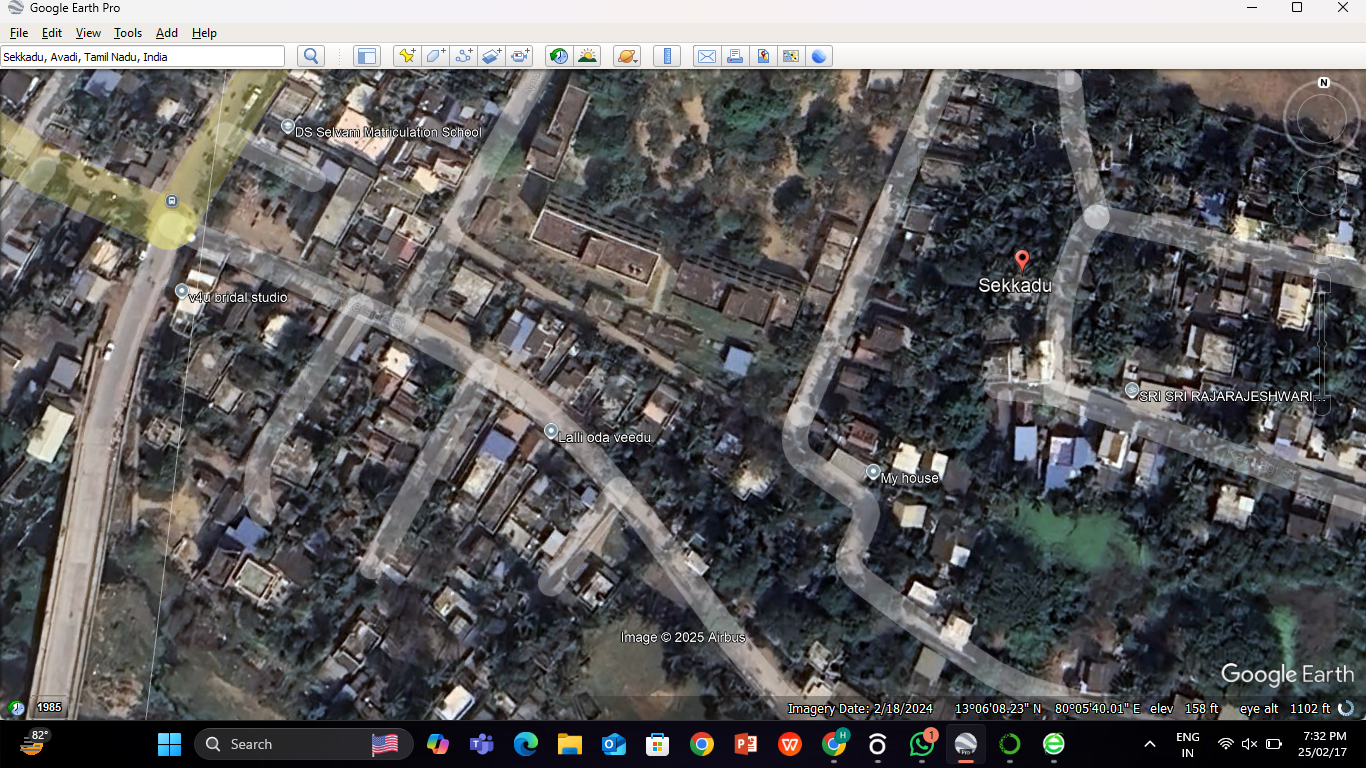 Google Earth Pro
File Edit View Tools Add Help
Sekkadu, Avadi, Tamil Nadu, India
N
DS Selvam Matriculation School
Sekkadu
v4u bridal studio
SRI SRI RAJARAJESHWARI...
Lalli oda veedu
My house
Image © 2025 Airbus
Google Earth
1985
Imagery Date: 2/18/2024 13°06'08.23" N 80°05'40.01" E elev 158 ft eye alt 1102 ft
82°
Search
H
1
Pro
ENG
IN
7:32 PM
25/02/17